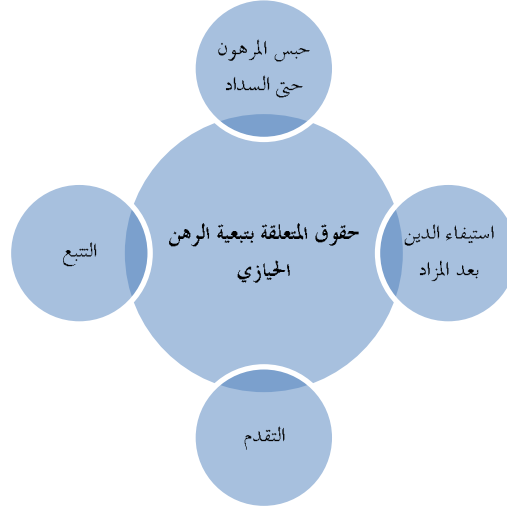 حبس المرهون
حتى السداد
استيفاء الدين
بعد المزاد
حقوق المتعلقة بتبعية الرهن
الحيازي
التتبع
التقدم